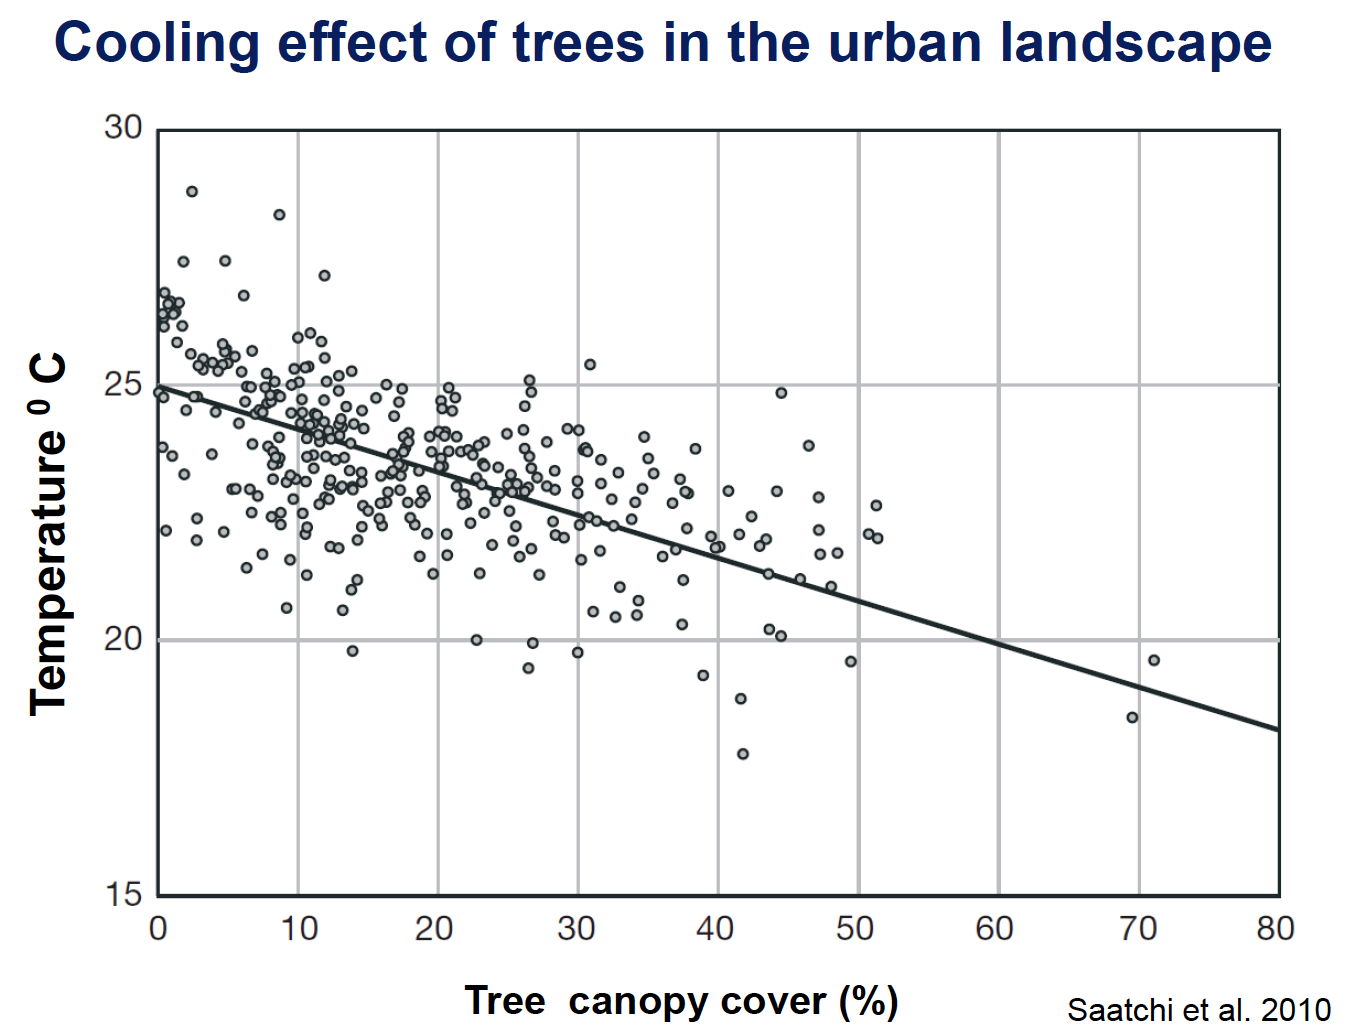 Cooling effect of trees in the urban landscape
30
25
20
15
Temperature ⁰ C
0 10 20 30 40 50 60 70 80
Tree canopy cover (%)
Saatchi et al. 2010